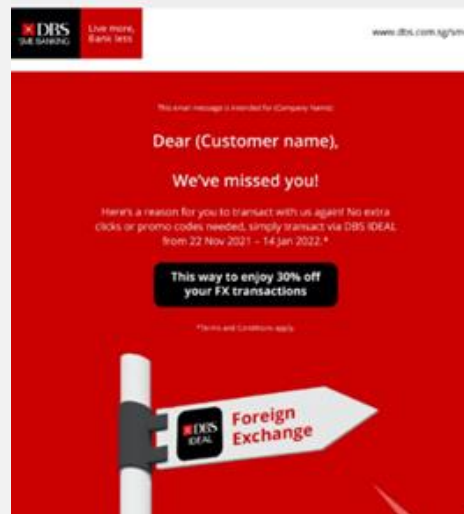 DBS
SME BANKING
Live more,
Bank less
www.dbs.com.sg/sm
This email message is intended for (Company Name)
Dear (Customer name),
We've missed you!
Here's a reason for you to transact with us again! No extra
clicks or promo codes needed, simply transact via DBS IDEAL
from 22 Nov 2021 – 14 Jan 2022.*
This way to enjoy 30% off
your FX transactions
*Terms and Conditions apply.
DBS
IDEAL
Foreign
Exchange